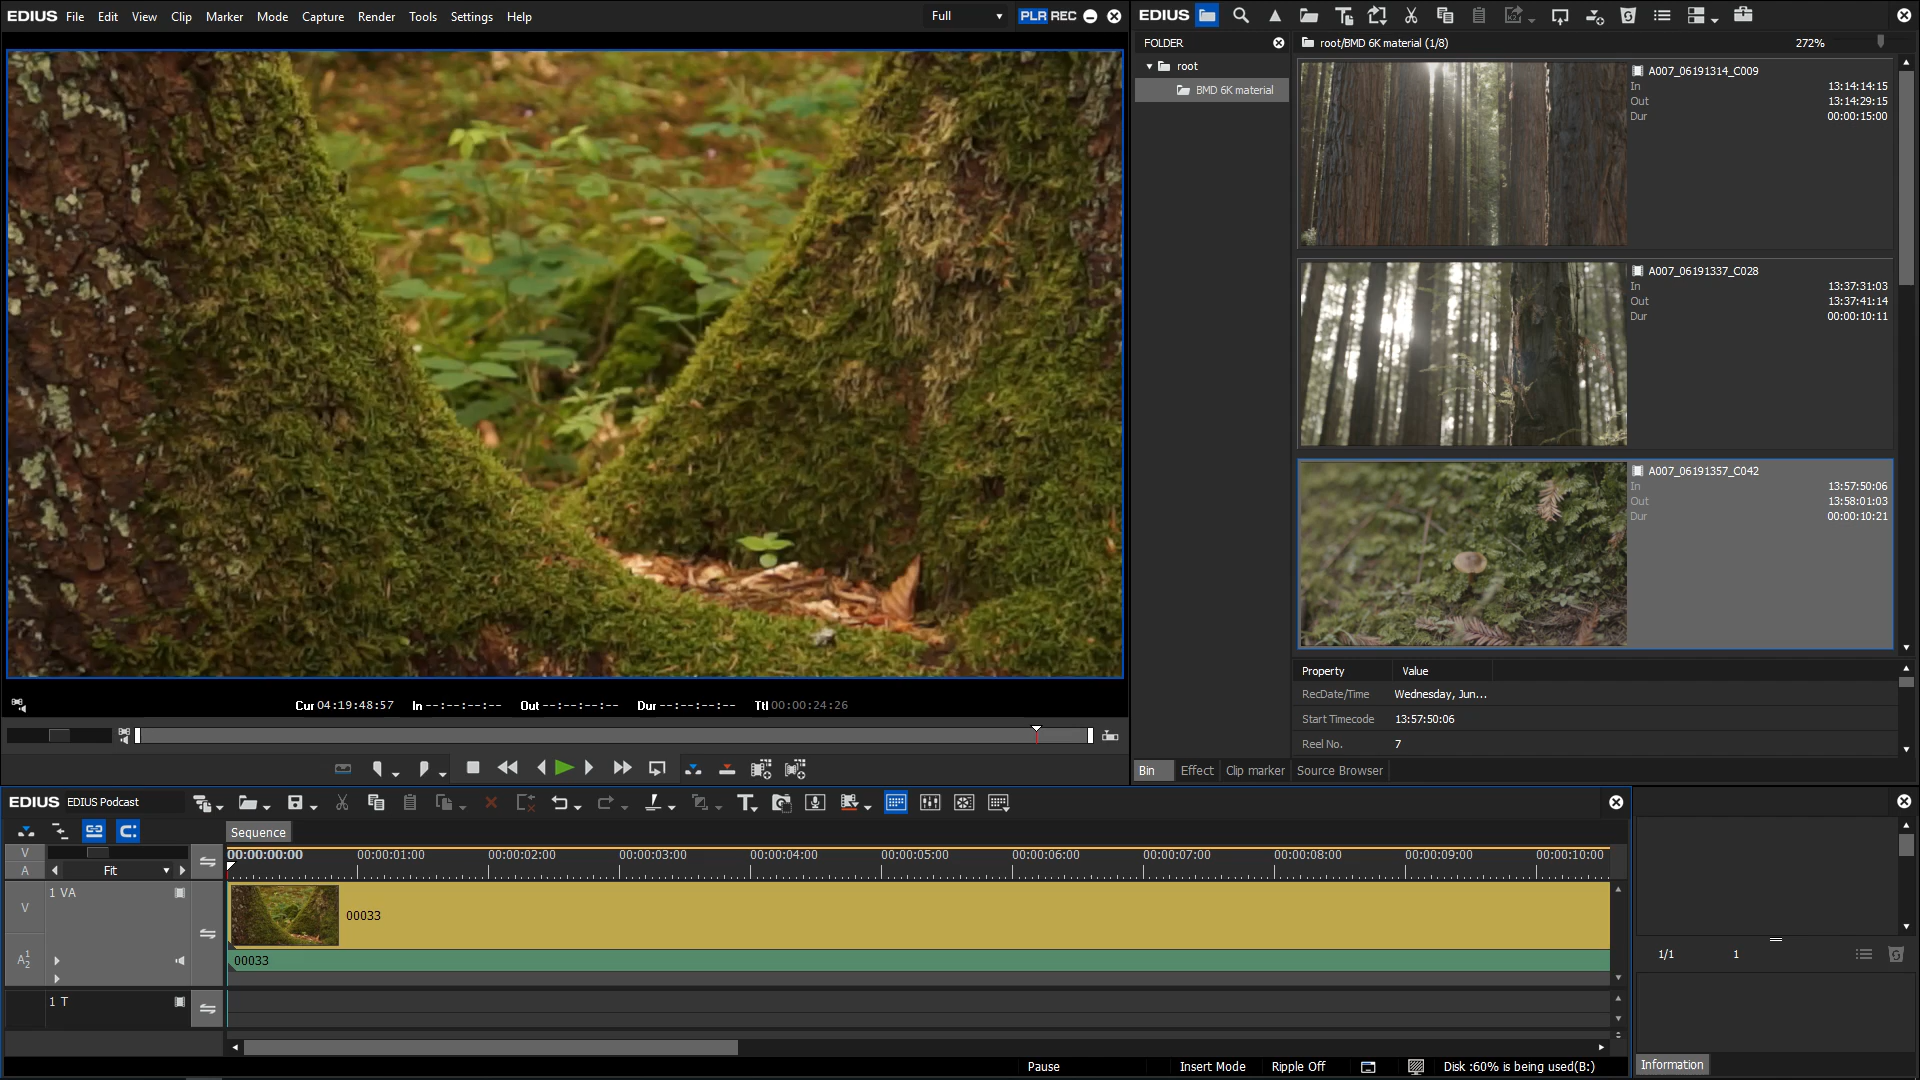 EDIUS File Edit View Clip Marker Mode Capture Render Tools Settings Help Full PLR REC
Cur 04:19:48:57 In --:--:--:-- Out --:--:--:-- Dur --:--:--:-- Ttl 00:00:24:26
EDIUS
FOLDER
root
BMD 6K material
root/BMD 6K material (1/8) 272%
A007_06191314_C009
In 13:14:14:15
Out 13:14:29:15
Dur 00:00:15:00
A007_06191337_C028
In 13:37:31:03
Out 13:37:41:14
Dur 00:00:10:11
A007_06191357_C042
In 13:57:50:06
Out 13:58:01:03
Dur 00:00:10:21
Property Value
RecDate/Time Wednesday, Jun...
Start Timecode 13:57:50:06
Reel No. 7
Bin Effect Clip marker Source Browser
EDIUS EDIUS Podcast
Sequence
V 00:00:00:00 00:00:01:00 00:00:02:00 00:00:03:00 00:00:04:00 00:00:05:00 00:00:06:00 00:00:07:00 00:00:08:00 00:00:09:00 00:00:10:00
A Fit
1 VA
V 00033
A 1 2 00033
1 T
1/1 1
Pause Insert Mode Ripple Off Disk :60% is being used(B:)
Information